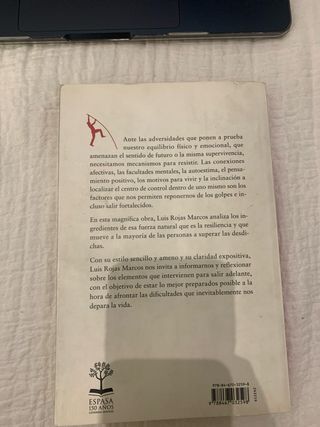 Ante las adversidades que ponen a prueba
nuestro equilibrio físico y emocional, que
amenazan el sentido de futuro o la misma supervivencia,
necesitamos mecanismos para resistir. Las conexiones
afectivas, las facultades mentales, la autoestima, el pensa-
miento positivo, los motivos para vivir y la inclinación a
localizar el centro de control dentro de uno mismo son los
factores que nos permiten reponernos de los golpes e in-
cluso salir fortalecidos.
En esta magnífica obra, Luis Rojas Marcos analiza los in-
gredientes de esa fuerza natural que es la resiliencia y que
mueve a la mayoría de las personas a superar las desdi-
chas.
Con su estilo sencillo y ameno y su claridad expositiva,
Luis Rojas Marcos nos invita a informarnos y reflexionar
sobre los elementos que intervienen para salir adelante,
con el objetivo de estar lo mejor preparados posible a la
hora de afrontar las dificultades que inevitablemente nos
depara la vida.
ESPASA
150 AÑOS